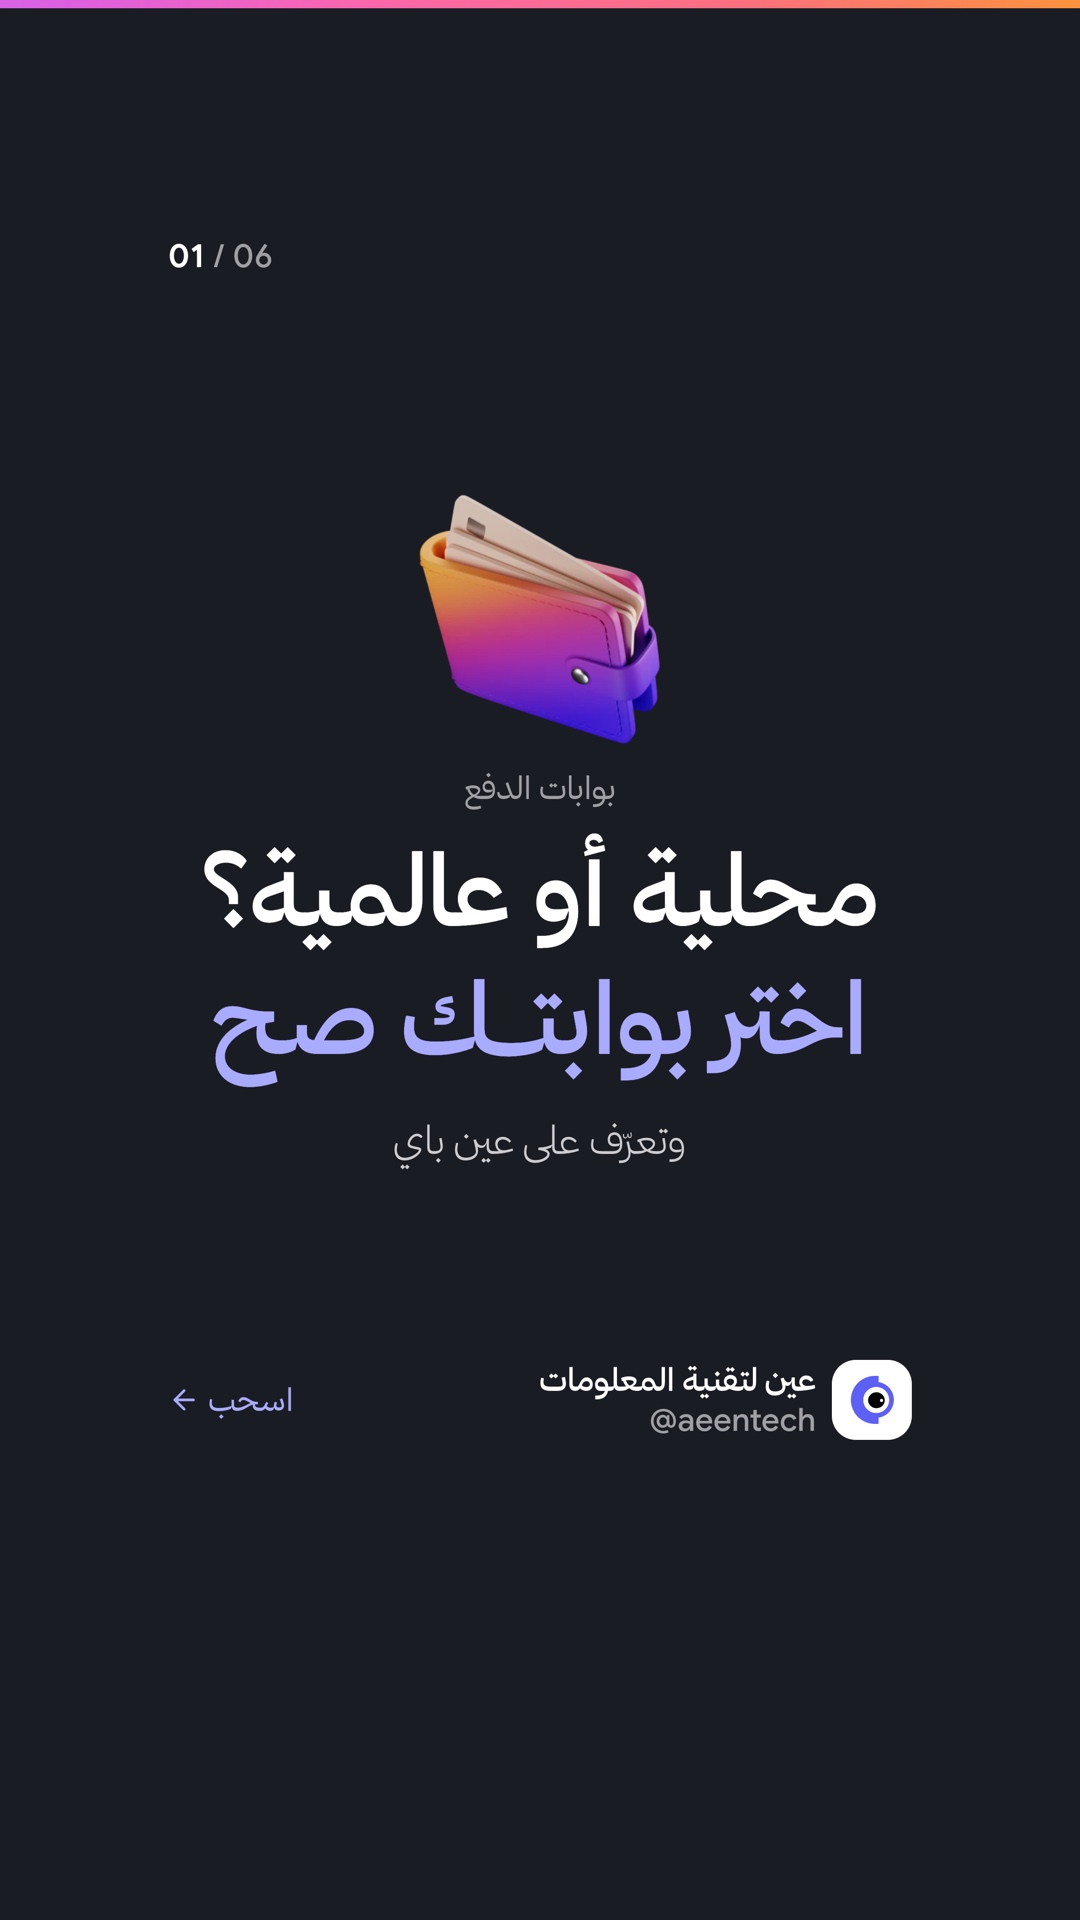 01 / 06
بوابات الدفع
محلية أو عالمية؟
اختر بوابتـك صح
وتعرّف على عين باي
عين لتقنية المعلومات
@aeentech
اسحب ←